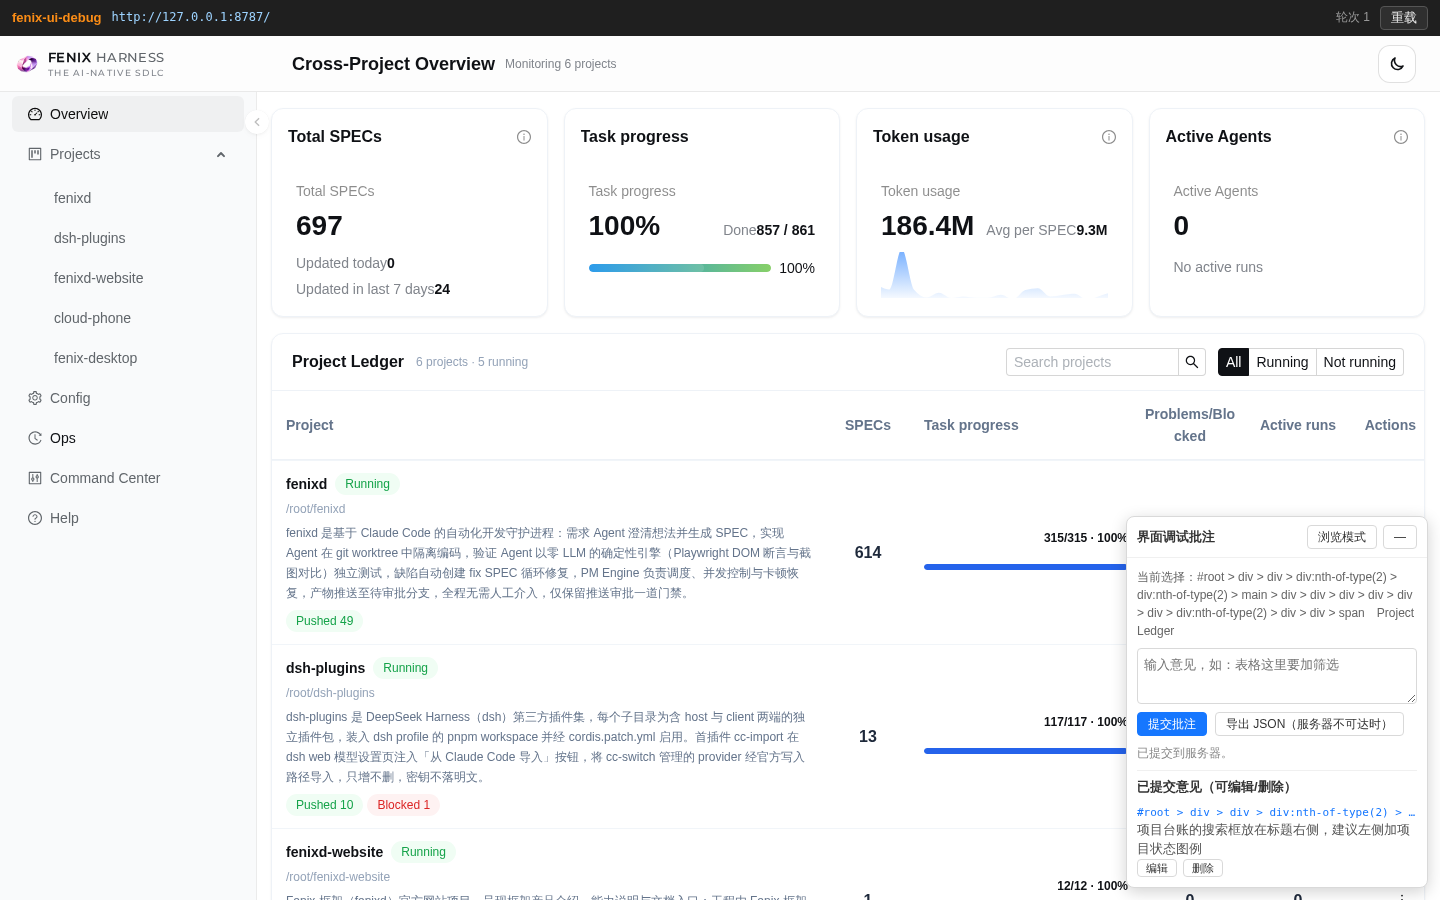 fenix-ui-debug http://127.0.0.1:8787/ 轮次 1 重载
FENIX HARNESS
THE AI-NATIVE SDLC
Cross-Project Overview Monitoring 6 projects
Overview
Projects
fenixd
dsh-plugins
fenixd-website
cloud-phone
fenix-desktop
Config
Ops
Command Center
Help
Total SPECs
Total SPECs
697
Updated today0
Updated in last 7 days24
Task progress
Task progress
100% Done857 / 861
100%
Token usage
Token usage
186.4M Avg per SPEC9.3M
Active Agents
Active Agents
0
No active runs
Project Ledger 6 projects · 5 running Search projects All Running Not running
Project SPECs Task progress Problems/Blo
cked Active runs Actions
fenixd Running
/root/fenixd
fenixd 是基于 Claude Code 的自动化开发守护进程：需求 Agent 澄清想法并生成 SPEC，实现
Agent 在 git worktree 中隔离编码，验证 Agent 以零 LLM 的确定性引擎（Playwright DOM 断言与截
图对比）独立测试，缺陷自动创建 fix SPEC 循环修复，PM Engine 负责调度、并发控制与卡顿恢
复，产物推送至待审批分支，全程无需人工介入，仅保留推送审批一道门禁。
Pushed 49
614
315/315 · 100%
dsh-plugins Running
/root/dsh-plugins
dsh-plugins 是 DeepSeek Harness（dsh）第三方插件集，每个子目录为含 host 与 client 两端的独
立插件包，装入 dsh profile 的 pnpm workspace 并经 cordis.patch.yml 启用。首插件 cc-import 在
dsh web 模型设置页注入「从 Claude Code 导入」按钮，将 cc-switch 管理的 provider 经官方写入
路径导入，只增不删，密钥不落明文。
Pushed 10 Blocked 1
13
117/117 · 100%
fenixd-website Running
/root/fenixd-website
12/12 · 100%
界面调试批注 浏览模式 —
当前选择：#root > div > div > div:nth-of-type(2) >
div:nth-of-type(2) > main > div > div > div > div > div
> div > div:nth-of-type(2) > div > div > span Project
Ledger
输入意见，如：表格这里要加筛选
提交批注 导出 JSON（服务器不可达时）
已提交到服务器。
已提交意见（可编辑/删除）
#root > div > div > div:nth-of-type(2) > …
项目台账的搜索框放在标题右侧，建议左侧加项
目状态图例
编辑 删除